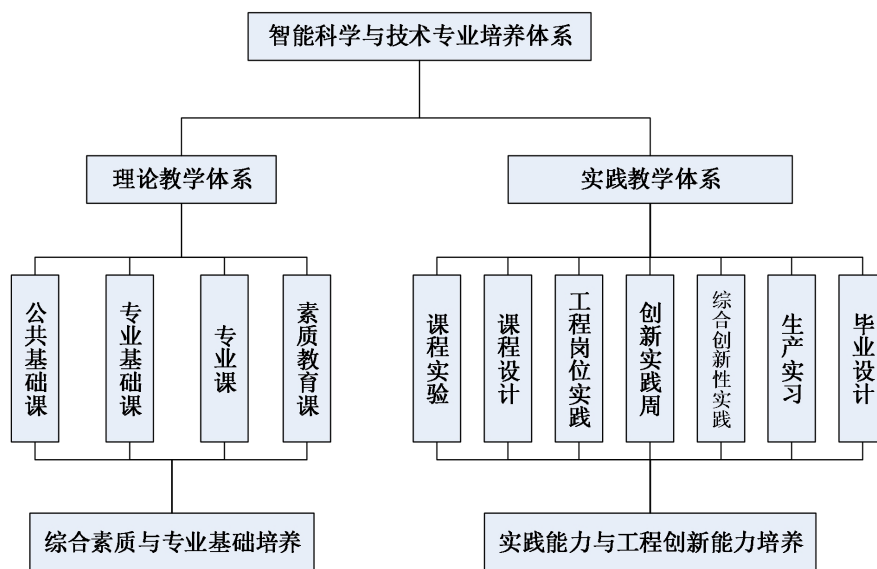 智能科学与技术专业培养体系
理论教学体系
实践教学体系
公共基础课
专业基础课
专业课
素质教育课
课程实验
课程设计
工程岗位实践
创新实践周
综合创新性实践
生产实习
毕业设计
综合素质与专业基础培养
实践能力与工程创新能力培养